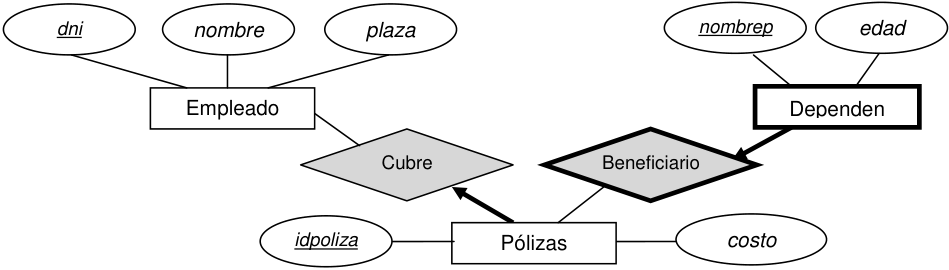 dni
nombre
plaza
nombrep
edad
Empleado
Dependen
Cubre
Beneficiario
idpoliza
Pólizas
costo